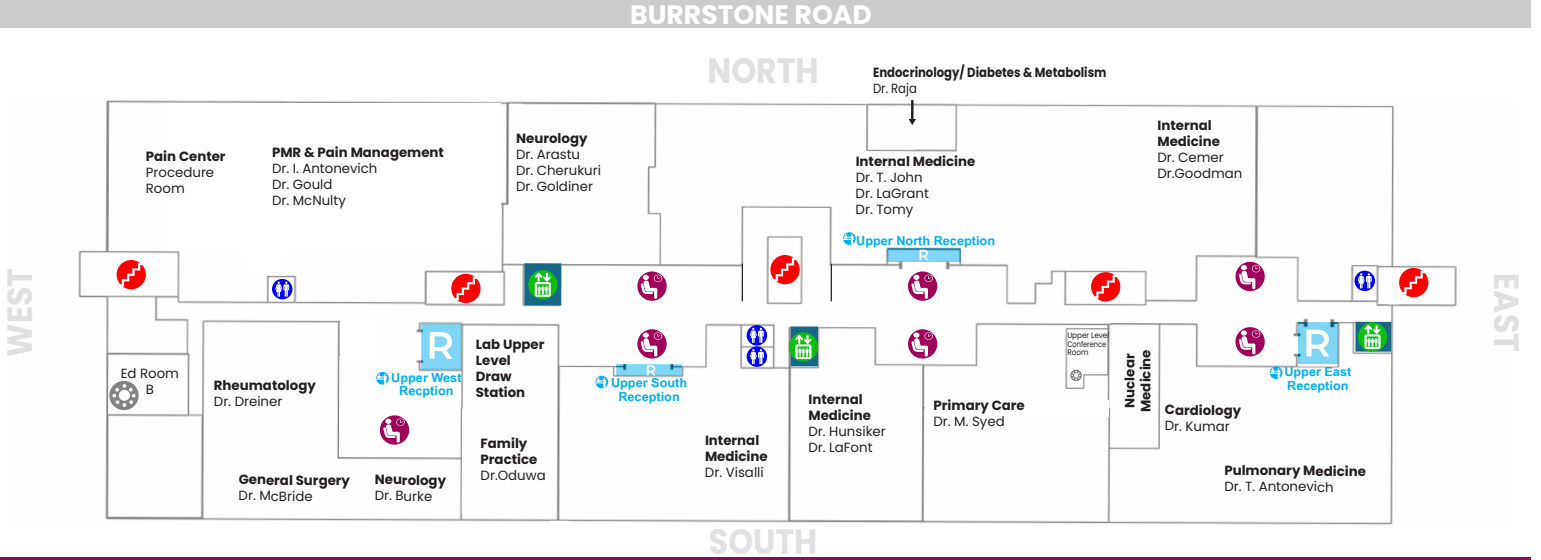 BURRSTONE ROAD
NORTH
Endocrinology/ Diabetes & Metabolism
Dr. Raja
Pain Center
Procedure
Room
PMR & Pain Management
Dr. I. Antonevich
Dr. Gould
Dr. McNulty
Neurology
Dr. Arastu
Dr. Cherukuri
Dr. Goldiner
Internal Medicine
Dr. T. John
Dr. LaGrant
Dr. Tomy
Internal
Medicine
Dr. Cemer
Dr.Goodman
Upper North Reception
R
WEST
EAST
Ed Room
B
Rheumatology
Dr. Dreiner
General Surgery
Dr. McBride
R
Upper West
Recption
Neurology
Dr. Burke
Lab Upper
Level
Draw
Station
Family
Practice
Dr.Oduwa
R
Upper South
Reception
Internal
Medicine
Dr. Visalli
Internal
Medicine
Dr. Hunsiker
Dr. LaFont
Primary Care
Dr. M. Syed
Upper Level
Conference
Room
Nuclear
Medicine
Cardiology
Dr. Kumar
R
Upper East
Reception
Pulmonary Medicine
Dr. T. Antonevich
SOUTH